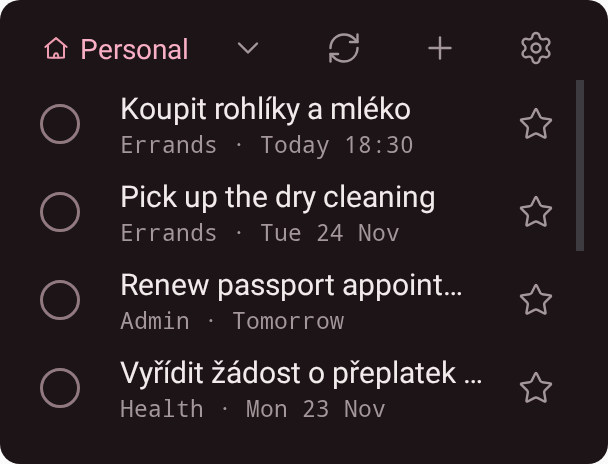 Personal
Koupit rohlíky a mléko
Errands · Today 18:30
Pick up the dry cleaning
Errands · Tue 24 Nov
Renew passport appoint…
Admin · Tomorrow
Vyřídit žádost o přeplatek …
Health · Mon 23 Nov